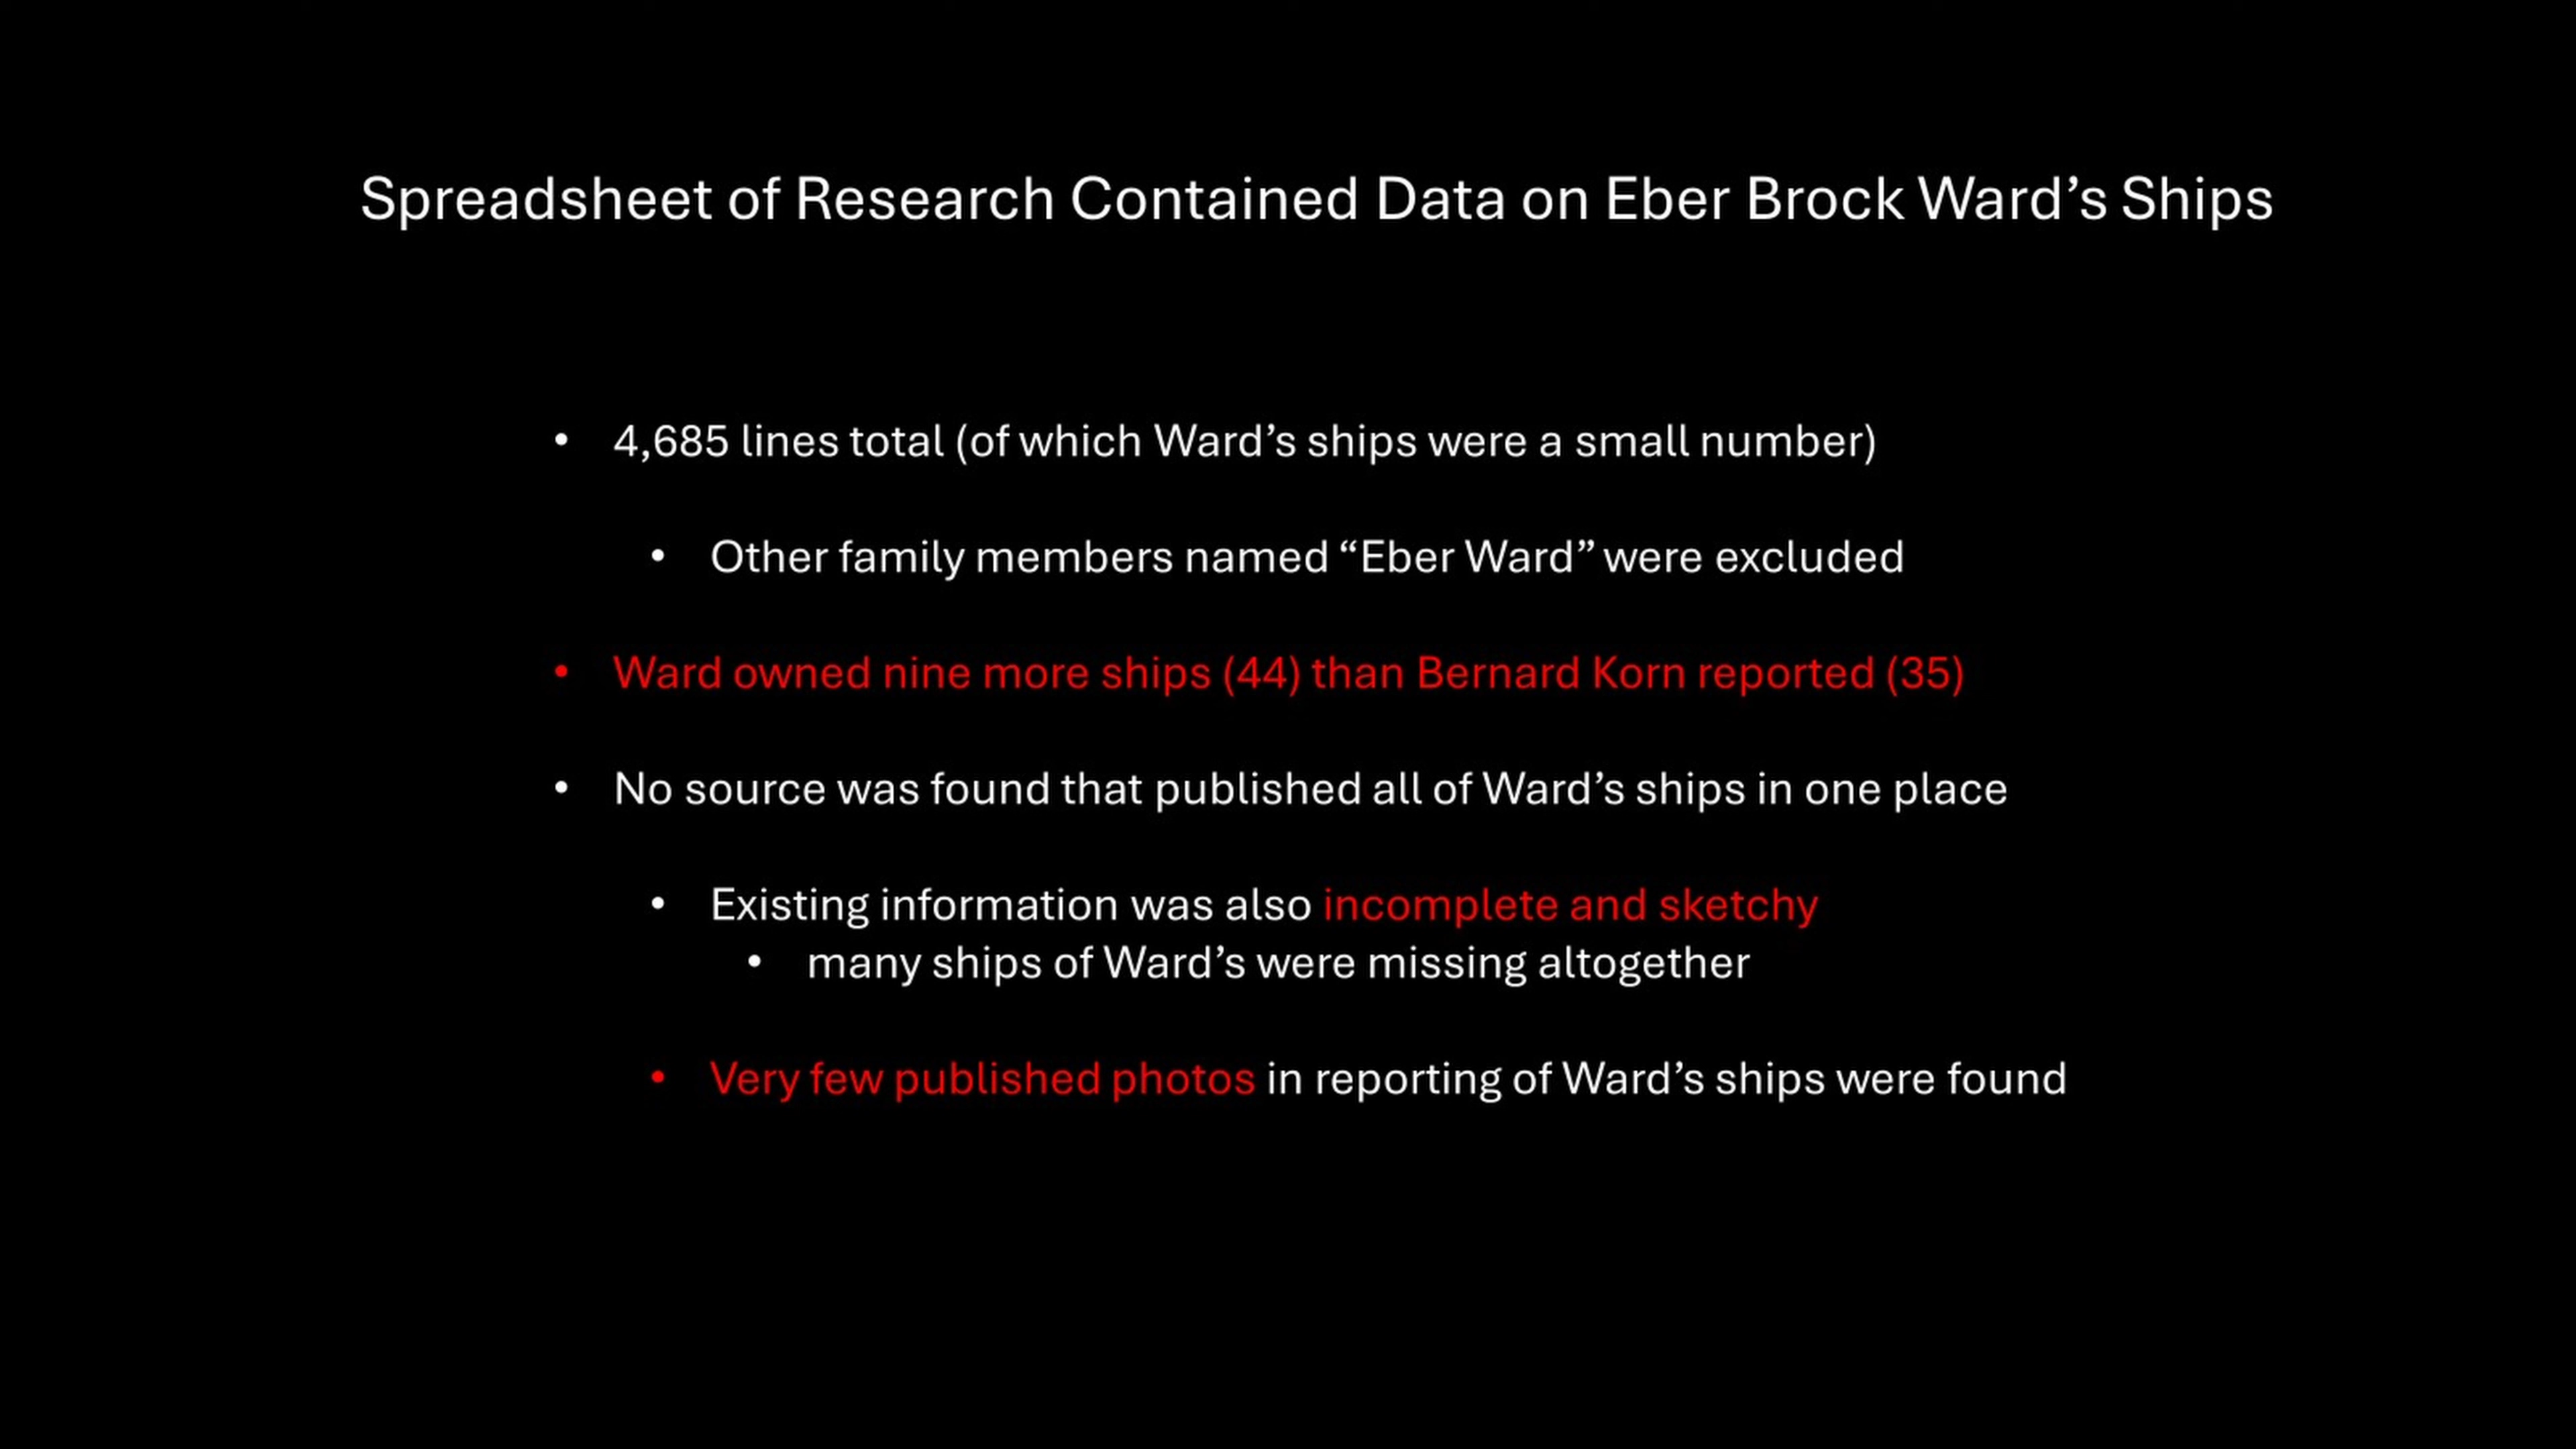 Spreadsheet of Research Contained Data on Eber Brock Ward’s Ships
• 4,685 lines total (of which Ward’s ships were a small number)
• Other family members named “Eber Ward” were excluded
• Ward owned nine more ships (44) than Bernard Korn reported (35)
• No source was found that published all of Ward’s ships in one place
• Existing information was also incomplete and sketchy
• many ships of Ward’s were missing altogether
• Very few published photos in reporting of Ward’s ships were found